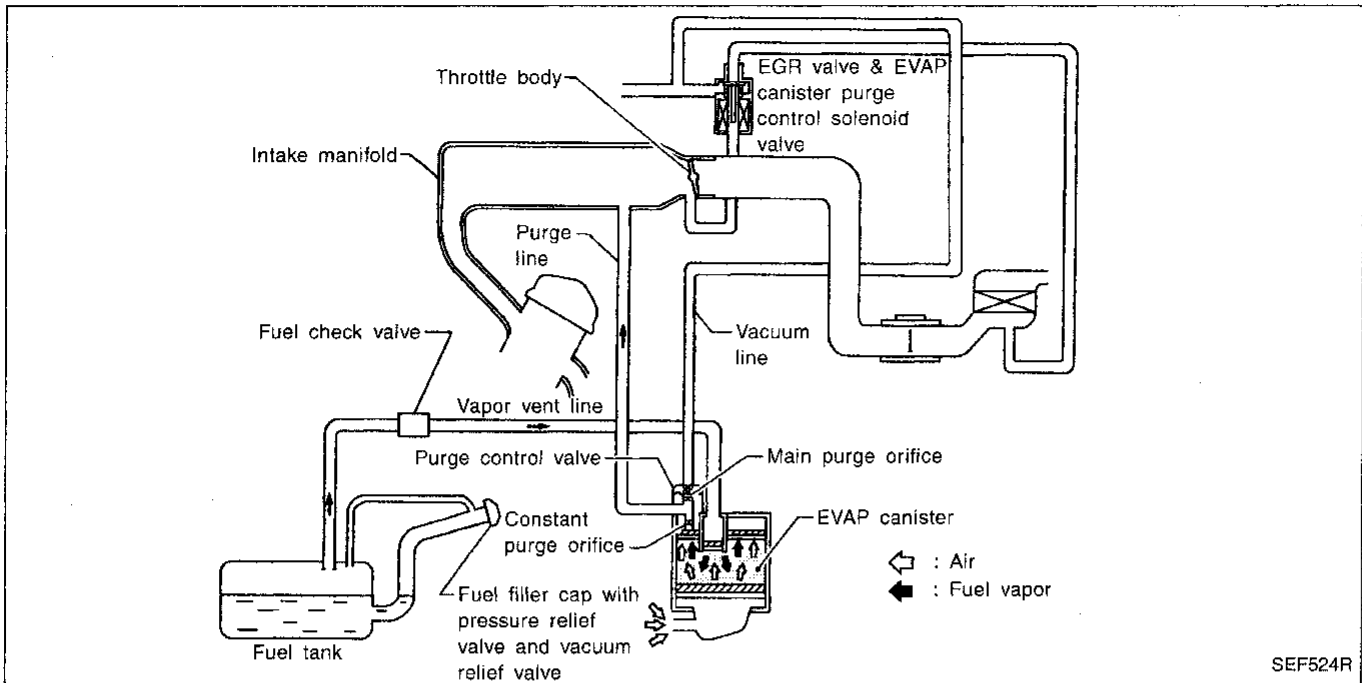 Throttle body
EGR valve & EVAP
canister purge
control solenoid
valve
Intake manifold
Purge
line
Fuel check valve
Vacuum
line
Vapor vent line
Purge control valve
Main purge orifice
Constant
purge orifice
EVAP canister
: Air
: Fuel vapor
Fuel filler cap with
pressure relief
valve and vacuum
relief valve
Fuel tank
SEF524R